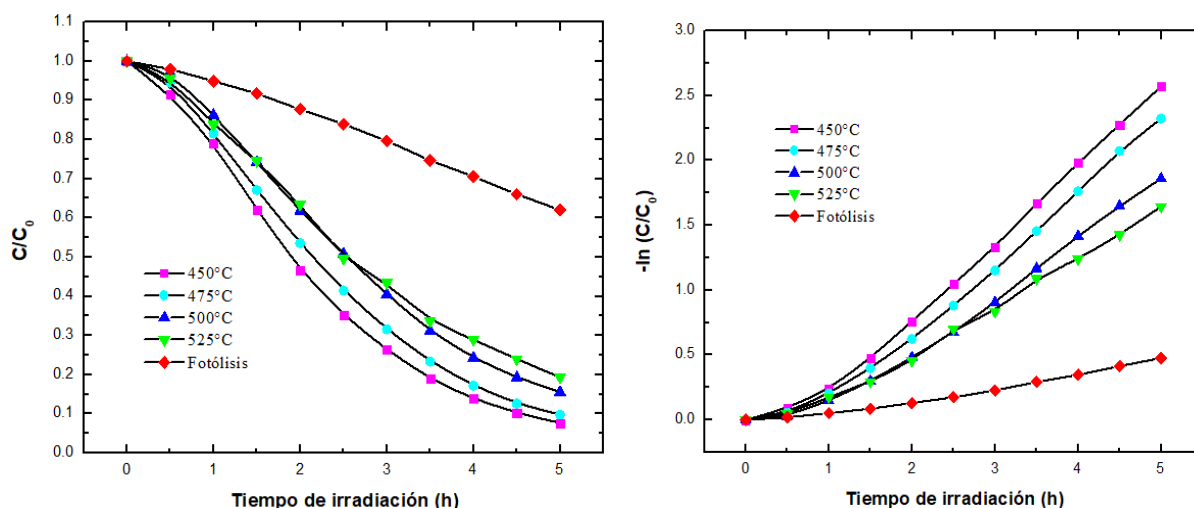 1.1
1.0
0.9
0.8
0.7
0.6
0.5
0.4
0.3
0.2
0.1
0.0
C/C0
450°C
475°C
500°C
525°C
Fotólisis
0 1 2 3 4 5
Tiempo de irradiación (h)
3.0
2.5
2.0
1.5
1.0
0.5
0.0
-ln (C/C0)
450°C
475°C
500°C
525°C
Fotólisis
0 1 2 3 4 5
Tiempo de irradiación (h)